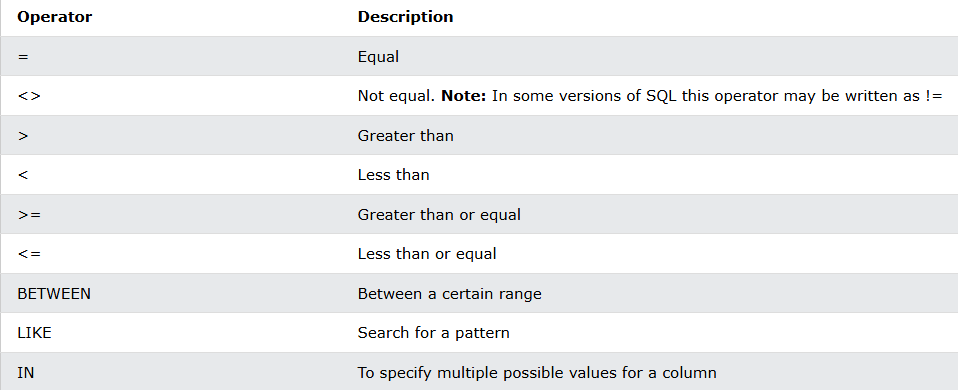 Operator Description
= Equal
<> Not equal. Note: In some versions of SQL this operator may be written as !=
> Greater than
< Less than
>= Greater than or equal
<= Less than or equal
BETWEEN Between a certain range
LIKE Search for a pattern
IN To specify multiple possible values for a column